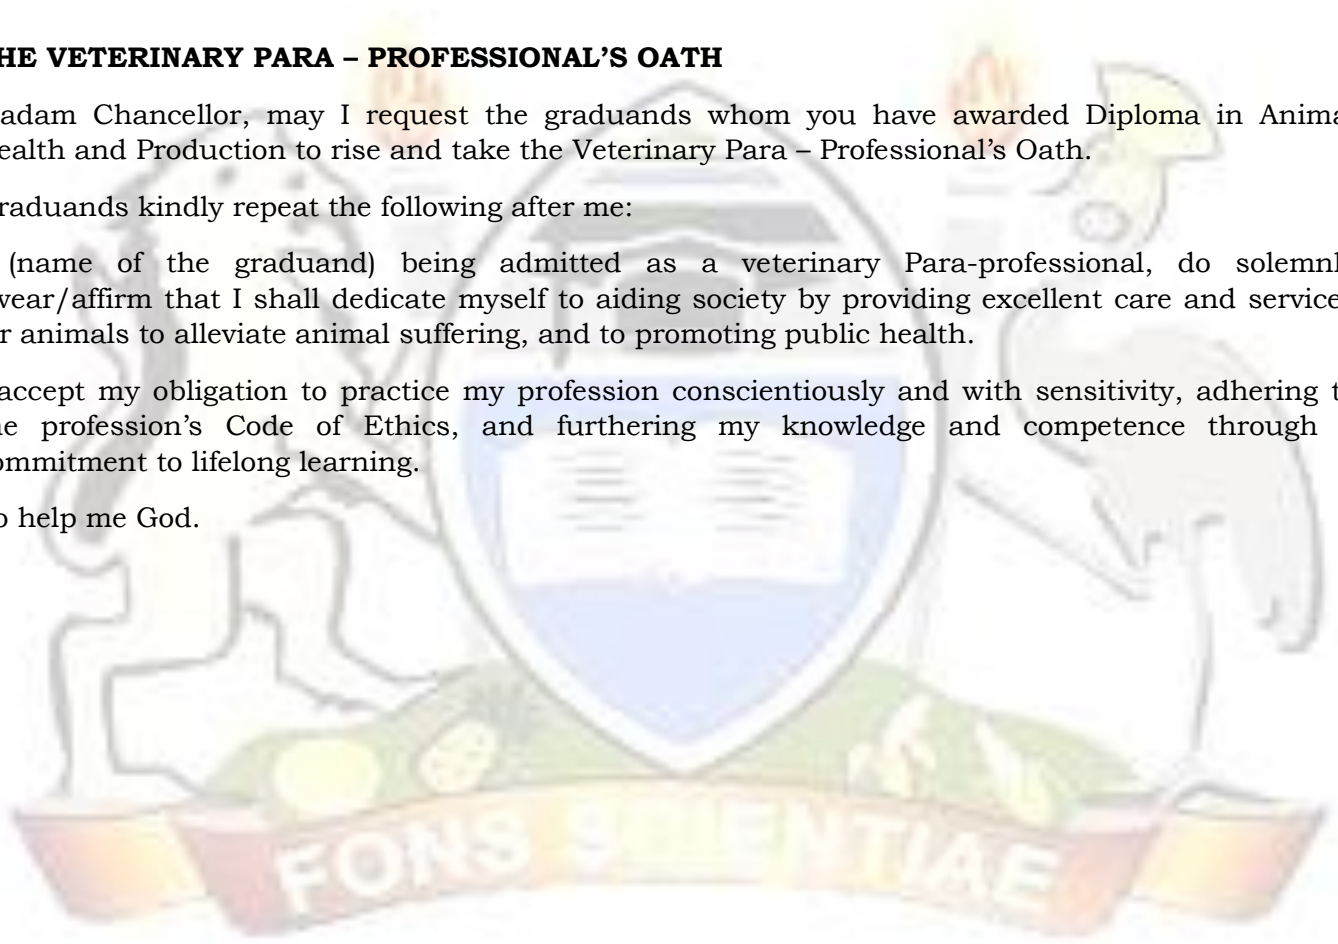 HE VETERINARY PARA – PROFESSIONAL’S OATH
adam Chancellor, may I request the graduands whom you have awarded Diploma in Anima
ealth and Production to rise and take the Veterinary Para – Professional’s Oath.
raduands kindly repeat the following after me:
(name of the graduand) being admitted as a veterinary Para-professional, do solemnl
wear/affirm that I shall dedicate myself to aiding society by providing excellent care and service
r animals to alleviate animal suffering, and to promoting public health.
accept my obligation to practice my profession conscientiously and with sensitivity, adhering t
he profession’s Code of Ethics, and furthering my knowledge and competence through
ommitment to lifelong learning.
o help me God.
FONS SCIENTIAE